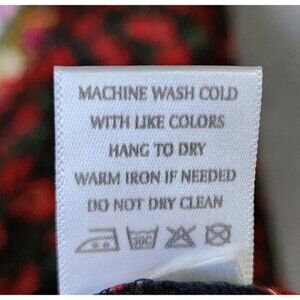 MACHINE WASH COLD
WITH LIKE COLORS
HANG TO DRY
WARM IRON IF NEEDED
DO NOT DRY CLEAN
30C